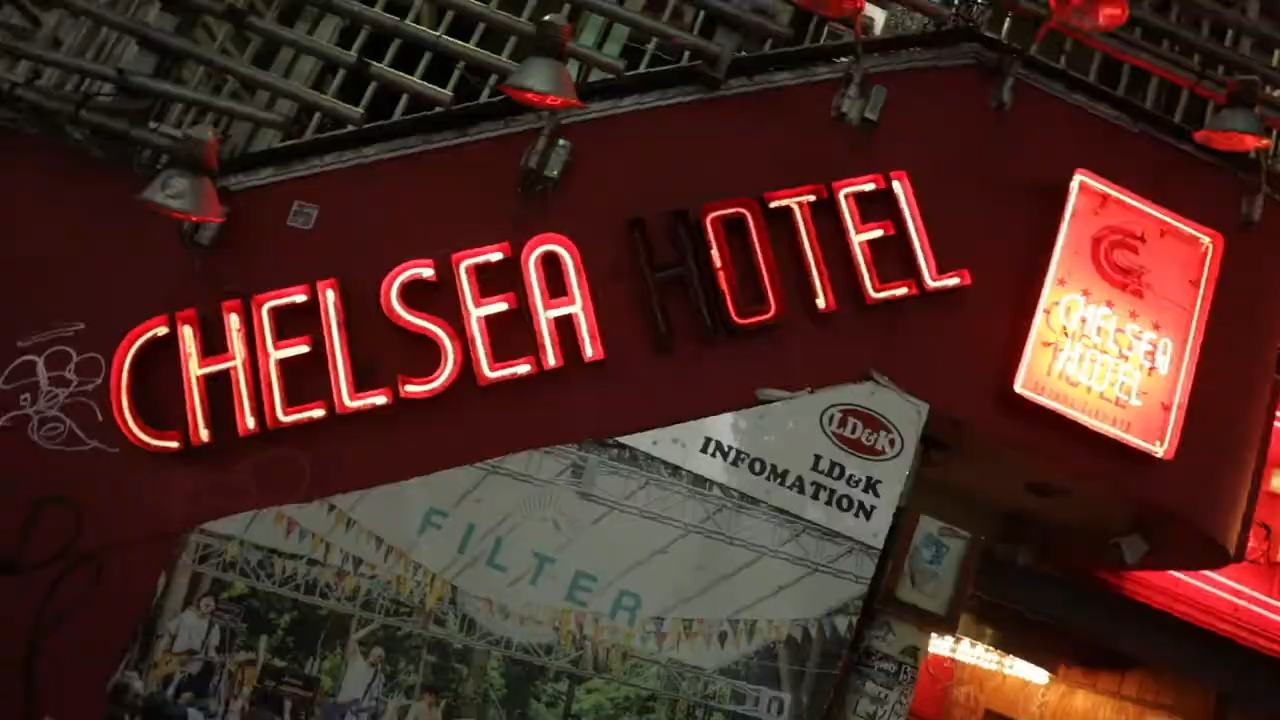 CHELSEA HOTEL
CHELSEA
HOTEL
LD&K
LD&K
INFOMATION
FILTER